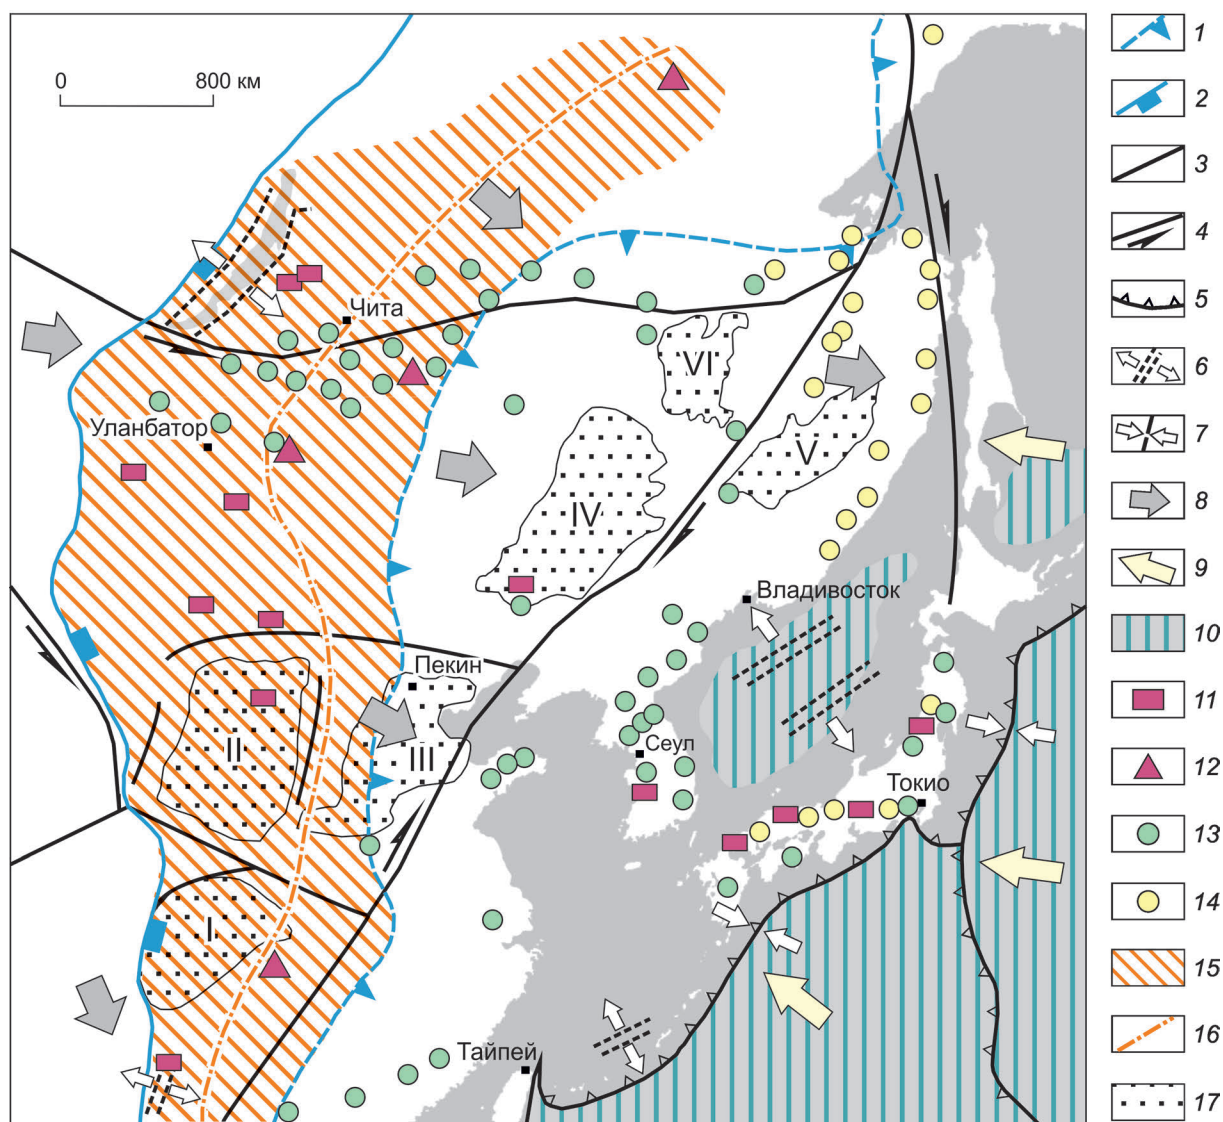 0 800 км
Чита
Уланбатор
VI
V
IV
Владивосток
Пекин
II
III
Сеул
Токио
I
Тайпей
1
2
3
4
5
6
7
8
9
10
11
12
13
14
15
16
17